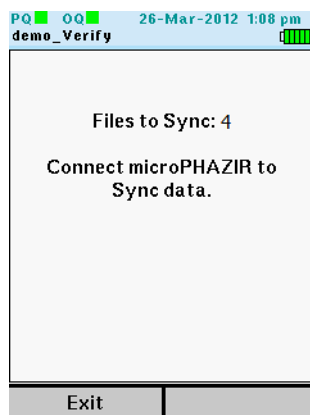 PQ OQ 26-Mar-2012 1:08 pm
demo_Verify
Files to Sync: 4
Connect microPHAZIR to
Sync data.
Exit